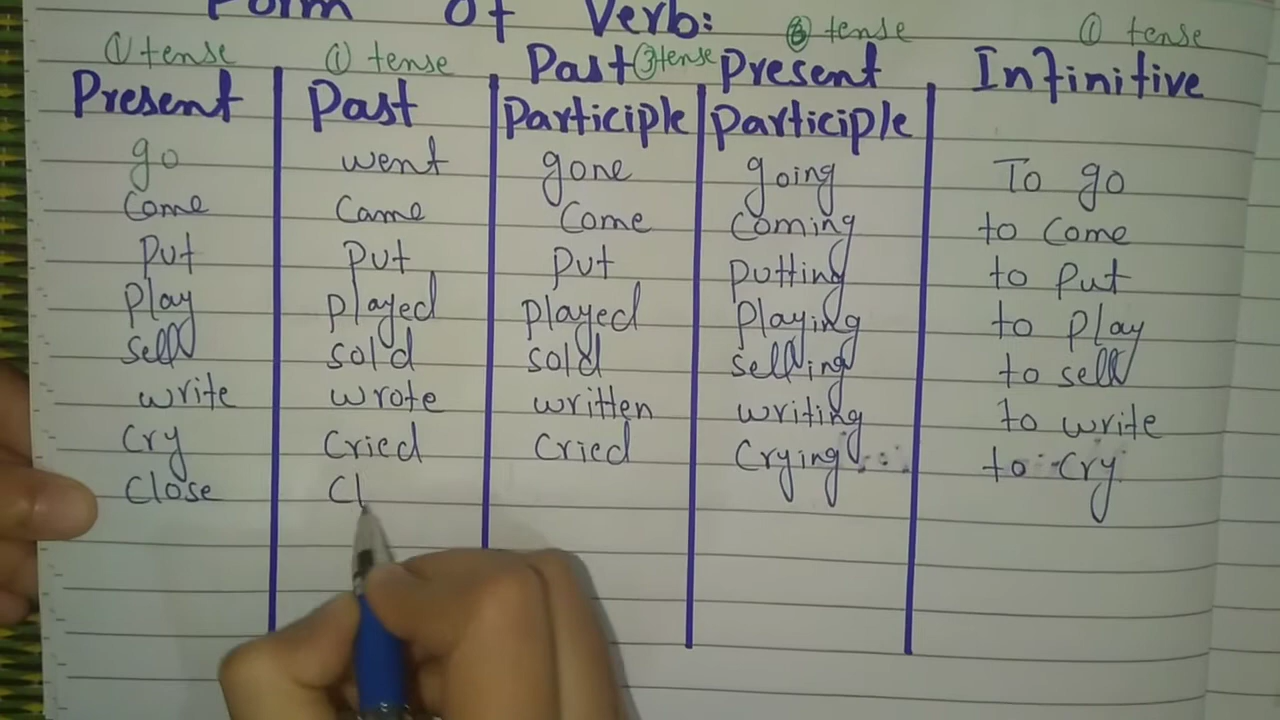 Form Of Verb:
① tense ① tense ③ tense ⑥ tense ① tense
Present Past Past Participle Present Participle Infinitive
go went gone going To go
Come Came Come Coming to Come
Put Put Put Putting to Put
Play Played Played Playing to Play
Sell Sold Sold Selling to sell
write wrote written writing to write
Cry Cried Cried Crying to Cry
Close Cl